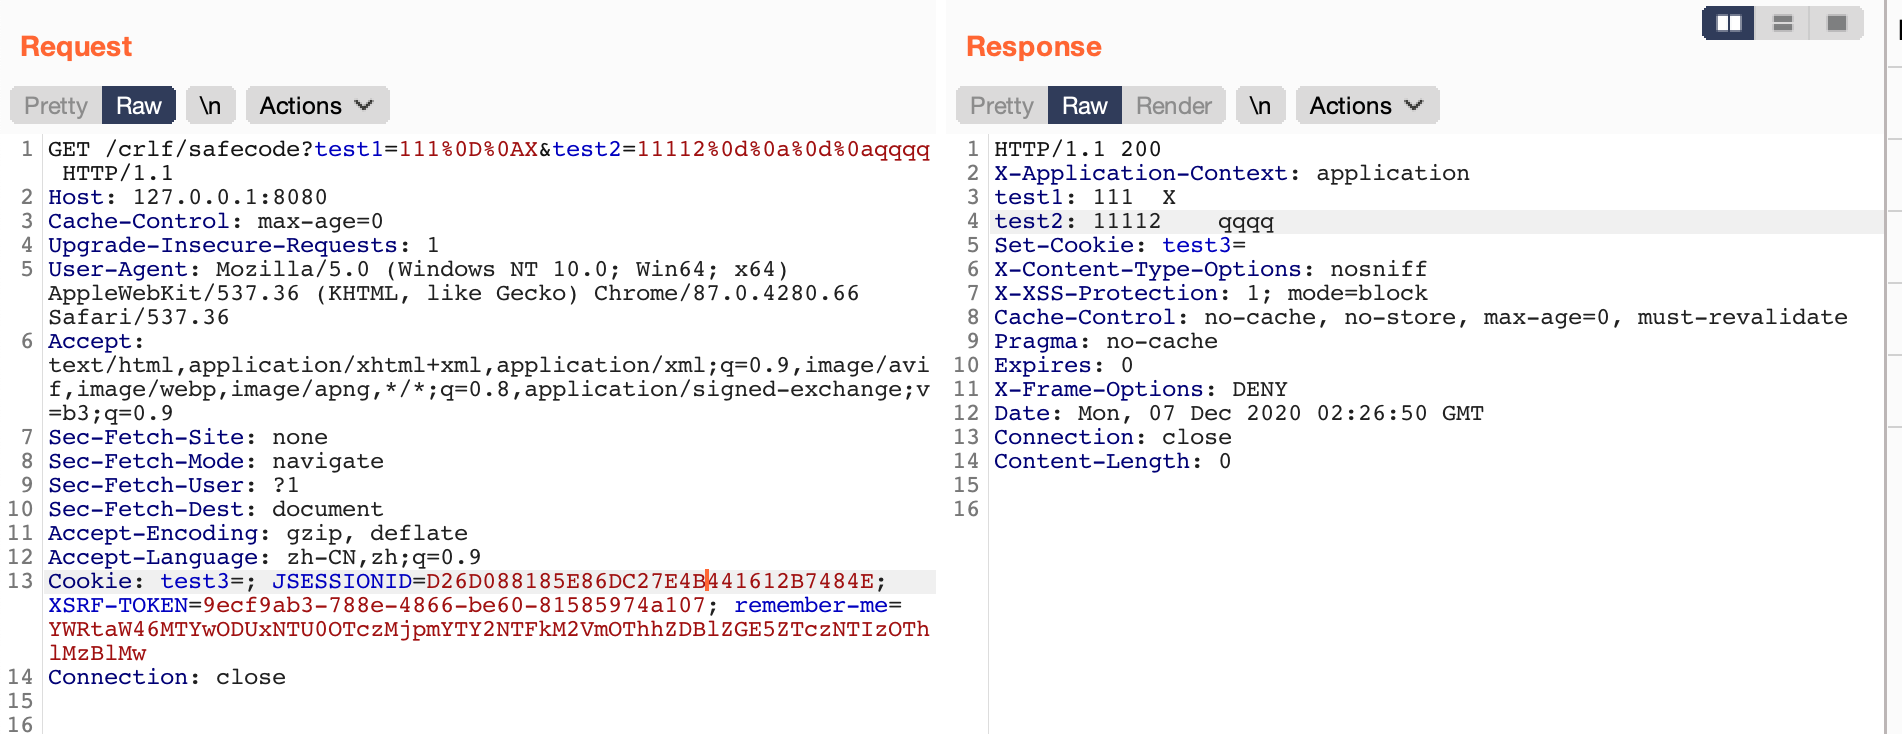 Request
Pretty Raw \n Actions
1 GET /crlf/safecode?test1=111%0D%0AX&test2=11112%0d%0a%0d%0aqqqq
HTTP/1.1
2 Host: 127.0.0.1:8080
3 Cache-Control: max-age=0
4 Upgrade-Insecure-Requests: 1
5 User-Agent: Mozilla/5.0 (Windows NT 10.0; Win64; x64)
AppleWebKit/537.36 (KHTML, like Gecko) Chrome/87.0.4280.66
Safari/537.36
6 Accept:
text/html,application/xhtml+xml,application/xml;q=0.9,image/avi
f,image/webp,image/apng,*/*;q=0.8,application/signed-exchange;v
=b3;q=0.9
7 Sec-Fetch-Site: none
8 Sec-Fetch-Mode: navigate
9 Sec-Fetch-User: ?1
10 Sec-Fetch-Dest: document
11 Accept-Encoding: gzip, deflate
12 Accept-Language: zh-CN,zh;q=0.9
13 Cookie: test3=; JSESSIONID=D26D088185E86DC27E4B441612B7484E;
XSRF-TOKEN=9ecf9ab3-788e-4866-be60-81585974a107; remember-me=
YWRtaW46MTYwODUxNTU0OTczMjpmYTY2NTFkM2VmOThhZDBlZGE5ZTczNTIzOTh
lMzBlMw
14 Connection: close
15
16
Response
Pretty Raw Render \n Actions
1 HTTP/1.1 200
2 X-Application-Context: application
3 test1: 111  X
4 test2: 11112    qqqq
5 Set-Cookie: test3=
6 X-Content-Type-Options: nosniff
7 X-XSS-Protection: 1; mode=block
8 Cache-Control: no-cache, no-store, max-age=0, must-revalidate
9 Pragma: no-cache
10 Expires: 0
11 X-Frame-Options: DENY
12 Date: Mon, 07 Dec 2020 02:26:50 GMT
13 Connection: close
14 Content-Length: 0
15
16